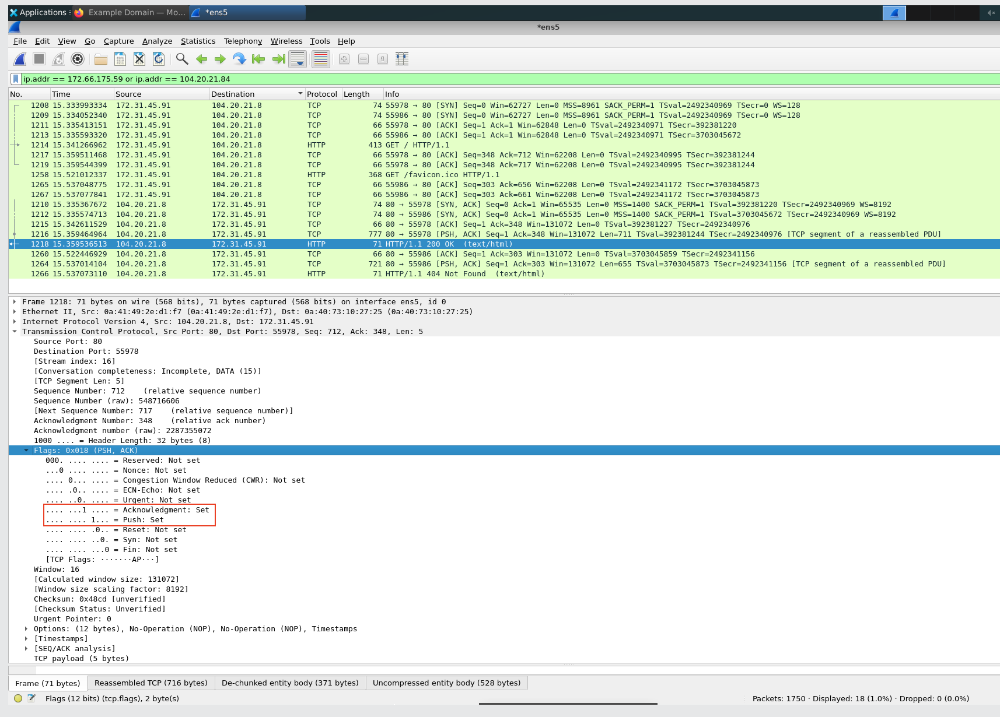 Applications
Example Domain — Mo...
*ens5
*ens5
File Edit View Go Capture Analyze Statistics Telephony Wireless Tools Help
ip.addr == 172.66.175.59 or ip.addr == 104.20.21.84
No. Time Source Destination Protocol Length Info
1208 15.333993334 172.31.45.91 104.20.21.8 TCP 74 55978 → 80 [SYN] Seq=0 Win=62727 Len=0 MSS=8961 SACK_PERM=1 TSval=2492340969 TSecr=0 WS=128
1209 15.334052340 172.31.45.91 104.20.21.8 TCP 74 55986 → 80 [SYN] Seq=0 Win=62727 Len=0 MSS=8961 SACK_PERM=1 TSval=2492340969 TSecr=0 WS=128
1211 15.335413151 172.31.45.91 104.20.21.8 TCP 66 55978 → 80 [ACK] Seq=1 Ack=1 Win=62848 Len=0 TSval=2492340971 TSecr=392381220
1213 15.335593320 172.31.45.91 104.20.21.8 TCP 66 55986 → 80 [ACK] Seq=1 Ack=1 Win=62848 Len=0 TSval=2492340971 TSecr=3703045672
1214 15.341266962 172.31.45.91 104.20.21.8 HTTP 413 GET / HTTP/1.1
1217 15.359511468 172.31.45.91 104.20.21.8 TCP 66 55978 → 80 [ACK] Seq=348 Ack=712 Win=62208 Len=0 TSval=2492340995 TSecr=392381244
1219 15.359544399 172.31.45.91 104.20.21.8 TCP 66 55978 → 80 [ACK] Seq=348 Ack=717 Win=62208 Len=0 TSval=2492340995 TSecr=392381244
1258 15.521012337 172.31.45.91 104.20.21.8 HTTP 368 GET /favicon.ico HTTP/1.1
1265 15.537048775 172.31.45.91 104.20.21.8 TCP 66 55986 → 80 [ACK] Seq=303 Ack=656 Win=62208 Len=0 TSval=2492341172 TSecr=3703045873
1267 15.537077841 172.31.45.91 104.20.21.8 TCP 66 55986 → 80 [ACK] Seq=303 Ack=661 Win=62208 Len=0 TSval=2492341172 TSecr=3703045873
1210 15.335367672 104.20.21.8 172.31.45.91 TCP 74 80 → 55978 [SYN, ACK] Seq=0 Ack=1 Win=65535 Len=0 MSS=1400 SACK_PERM=1 TSval=392381220 TSecr=2492340969 WS=8192
1212 15.335574713 104.20.21.8 172.31.45.91 TCP 74 80 → 55986 [SYN, ACK] Seq=0 Ack=1 Win=65535 Len=0 MSS=1400 SACK_PERM=1 TSval=3703045672 TSecr=2492340969 WS=8192
1215 15.342611529 104.20.21.8 172.31.45.91 TCP 66 80 → 55978 [ACK] Seq=1 Ack=348 Win=131072 Len=0 TSval=392381227 TSecr=2492340976
1216 15.359464964 104.20.21.8 172.31.45.91 TCP 777 80 → 55978 [PSH, ACK] Seq=1 Ack=348 Win=131072 Len=711 TSval=392381244 TSecr=2492340976 [TCP segment of a reassembled PDU]
1218 15.359536513 104.20.21.8 172.31.45.91 HTTP 71 HTTP/1.1 200 OK (text/html)
1260 15.522446929 104.20.21.8 172.31.45.91 TCP 66 80 → 55986 [ACK] Seq=1 Ack=303 Win=131072 Len=0 TSval=3703045859 TSecr=2492341156
1264 15.537014104 104.20.21.8 172.31.45.91 TCP 721 80 → 55986 [PSH, ACK] Seq=1 Ack=303 Win=131072 Len=655 TSval=3703045873 TSecr=2492341156 [TCP segment of a reassembled PDU]
1266 15.537073110 104.20.21.8 172.31.45.91 HTTP 71 HTTP/1.1 404 Not Found (text/html)
Frame 1218: 71 bytes on wire (568 bits), 71 bytes captured (568 bits) on interface ens5, id 0
Ethernet II, Src: 0a:41:49:2e:d1:f7 (0a:41:49:2e:d1:f7), Dst: 0a:40:73:10:27:25 (0a:40:73:10:27:25)
Internet Protocol Version 4, Src: 104.20.21.8, Dst: 172.31.45.91
Transmission Control Protocol, Src Port: 80, Dst Port: 55978, Seq: 712, Ack: 348, Len: 5
Source Port: 80
Destination Port: 55978
[Stream index: 16]
[Conversation completeness: Incomplete, DATA (15)]
[TCP Segment Len: 5]
Sequence Number: 712 (relative sequence number)
Sequence Number (raw): 548716606
[Next Sequence Number: 717 (relative sequence number)]
Acknowledgment Number: 348 (relative ack number)
Acknowledgment number (raw): 2287355072
1000 .... = Header Length: 32 bytes (8)
Flags: 0x018 (PSH, ACK)
000. .... .... = Reserved: Not set
...0 .... .... = Nonce: Not set
.... 0... .... = Congestion Window Reduced (CWR): Not set
.... .0.. .... = ECN-Echo: Not set
.... ..0. .... = Urgent: Not set
.... ...1 .... = Acknowledgment: Set
.... .... 1... = Push: Set
.... .... .0.. = Reset: Not set
.... .... ..0. = Syn: Not set
.... .... ...0 = Fin: Not set
[TCP Flags: ·······AP···]
Window: 16
[Calculated window size: 131072]
[Window size scaling factor: 8192]
Checksum: 0x48cd [unverified]
[Checksum Status: Unverified]
Urgent Pointer: 0
Options: (12 bytes), No-Operation (NOP), No-Operation (NOP), Timestamps
[Timestamps]
[SEQ/ACK analysis]
TCP payload (5 bytes)
Frame (71 bytes) Reassembled TCP (716 bytes) De-chunked entity body (371 bytes) Uncompressed entity body (528 bytes)
Flags (12 bits) (tcp.flags), 2 byte(s) Packets: 1750 · Displayed: 18 (1.0%) · Dropped: 0 (0.0%)